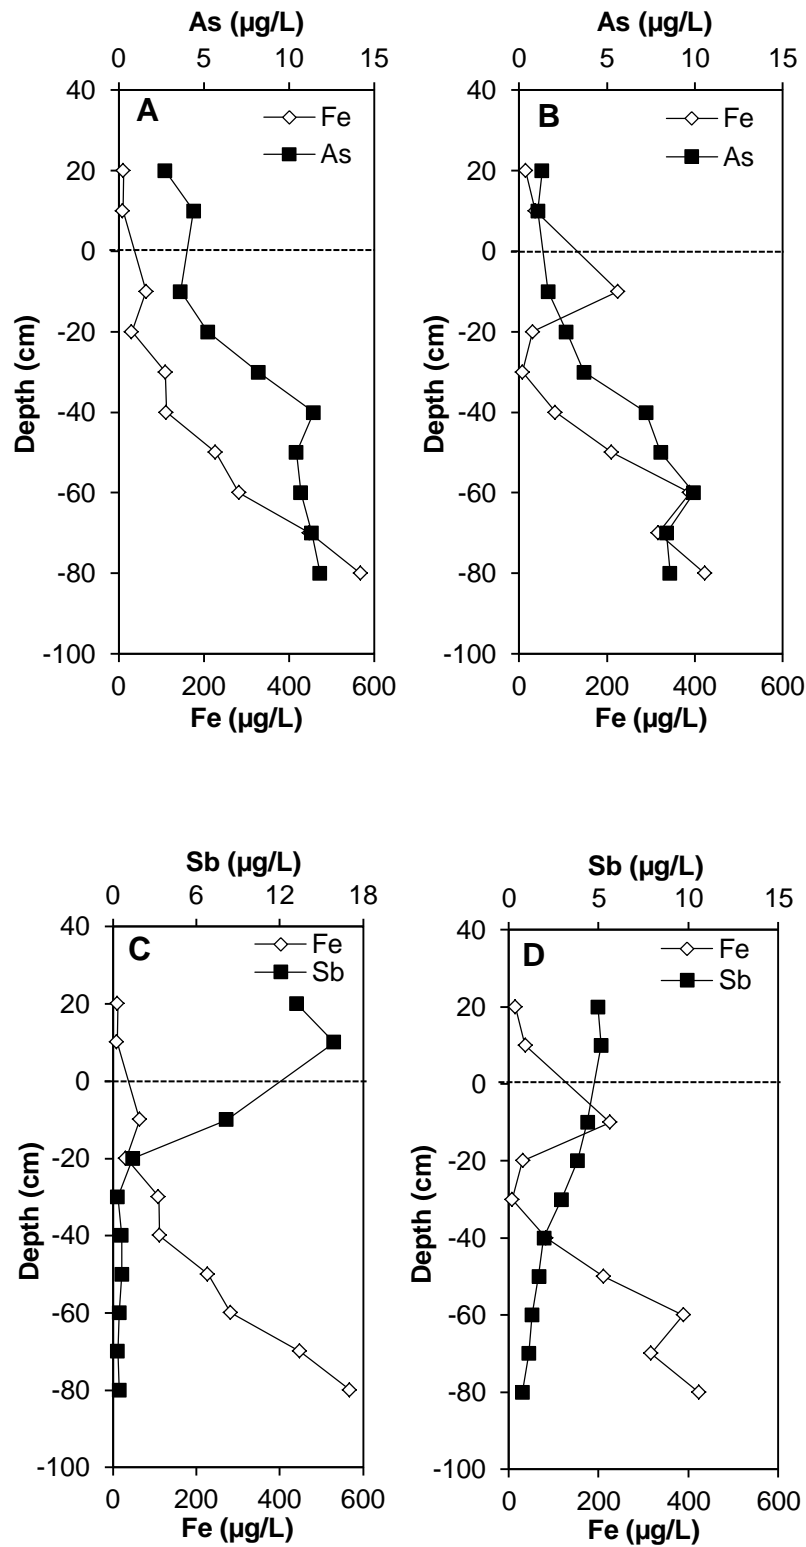 As (µg/L)
0 5 10 15
40
20
0
-20
-40
-60
-80
-100
Depth (cm)
A
Fe
As
0 200 400 600
Fe (µg/L)
As (µg/L)
0 5 10 15
40
20
0
-20
-40
-60
-80
-100
Depth (cm)
B
Fe
As
0 200 400 600
Fe (µg/L)
Sb (µg/L)
0 6 12 18
40
20
0
-20
-40
-60
-80
-100
Depth (cm)
C
Fe
Sb
0 200 400 600
Fe (µg/L)
Sb (µg/L)
0 5 10 15
40
20
0
-20
-40
-60
-80
-100
Depth (cm)
D
Fe
Sb
0 200 400 600
Fe (µg/L)